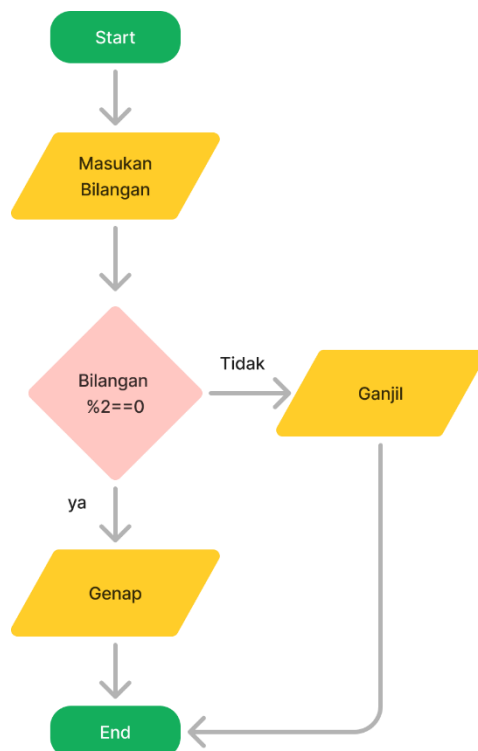 Start
Masukan
Bilangan
Bilangan
%2==0
Tidak
Ganjil
ya
Genap
End